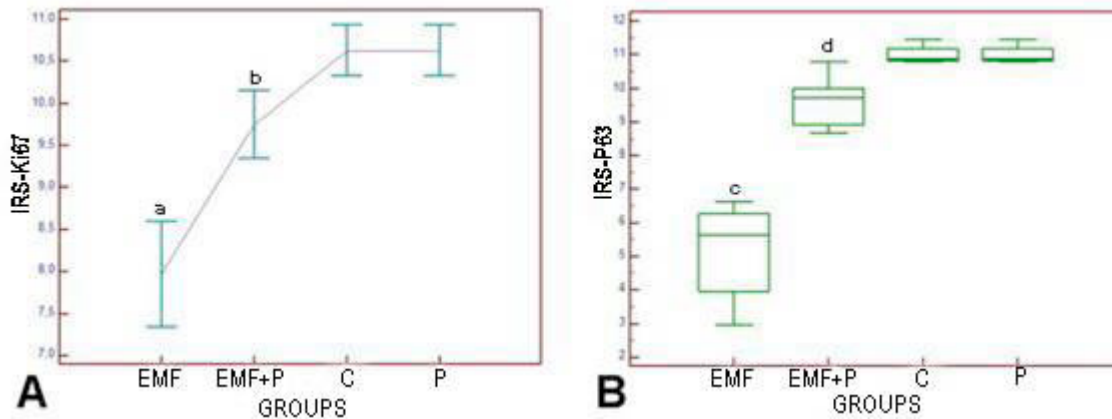 11.0
10.5
10.0
9.5
9.0
8.5
8.0
7.5
7.0
IRS-Ki67
a
b
EMF EMF+P C P
GROUPS
A
12
11
10
9
8
7
6
5
4
3
2
IRS-P63
c
d
EMF EMF+P C P
GROUPS
B